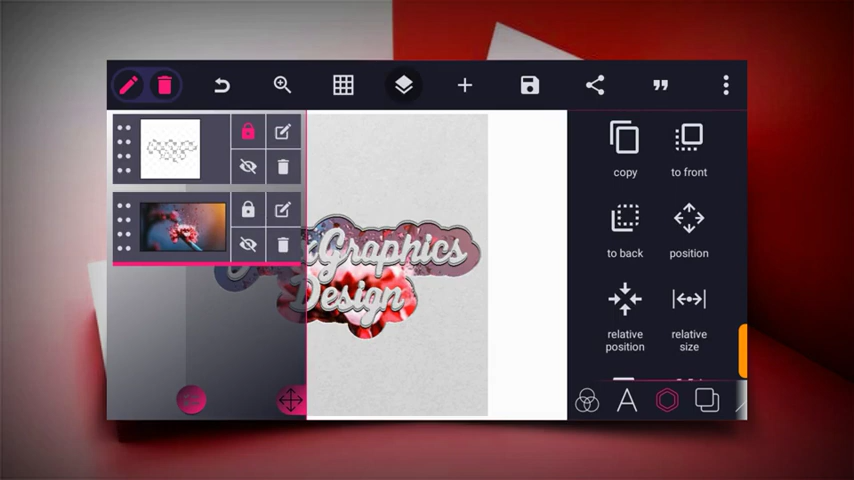 copy
to front
to back
position
relative
position
relative
size
Graphics
Design
A